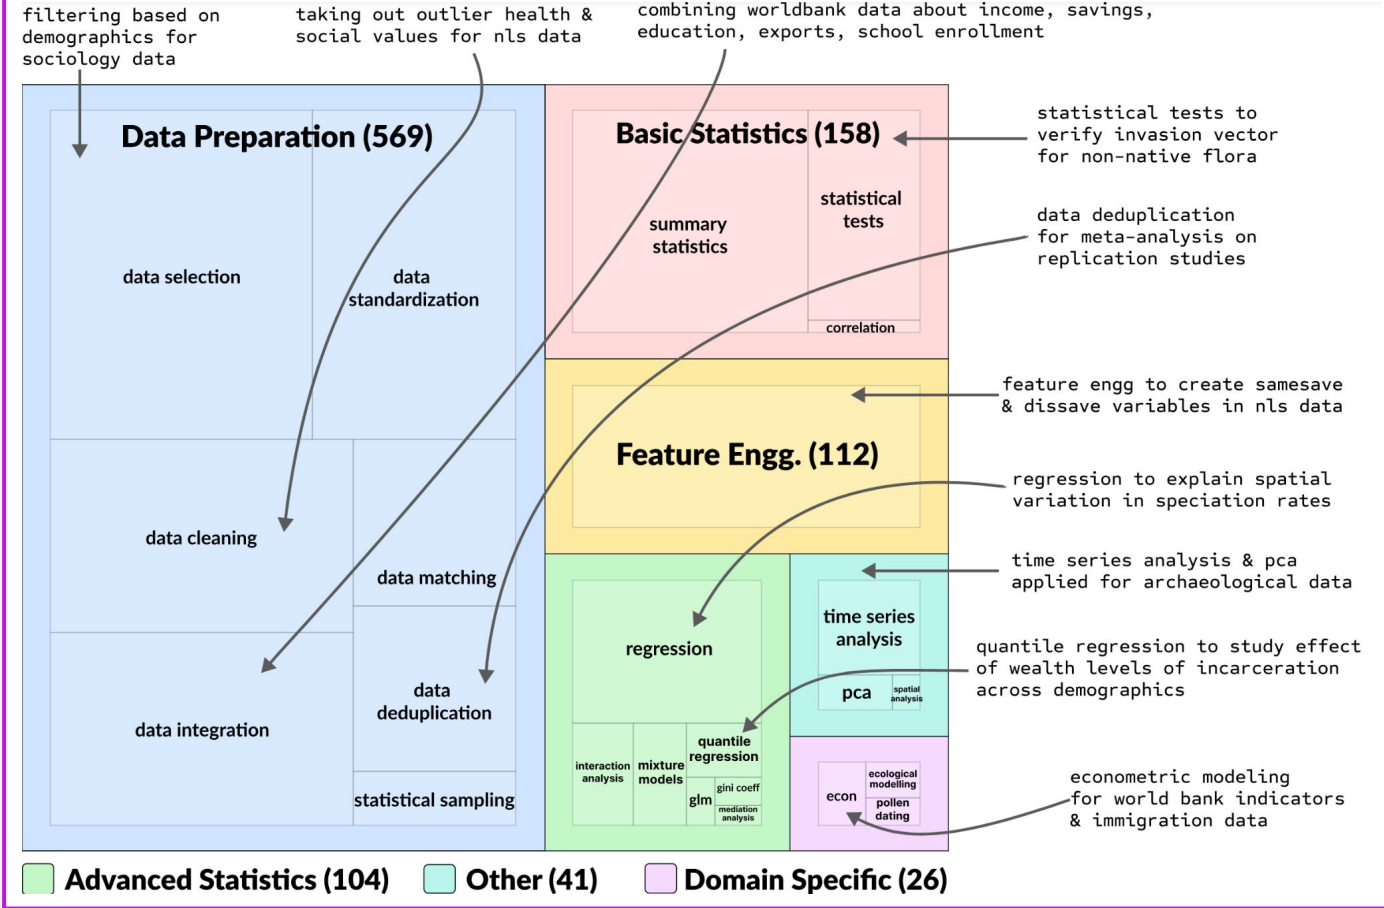 filtering based on
demographics for
sociology data
taking out outlier health &
social values for nls data
combining worldbank data about income, savings,
education, exports, school enrollment
Data Preparation (569)
data selection
data
standardization
data cleaning
data matching
data integration
data
deduplication
statistical sampling
Basic Statistics (158)
summary
statistics
statistical
tests
correlation
Feature Engg. (112)
regression
interaction
analysis
mixture
models
quantile
regression
glm
gini coeff
mediation
analysis
time series
analysis
pca
spatial
analysis
econ
ecological
modelling
pollen
dating
statistical tests to
verify invasion vector
for non-native flora
data deduplication
for meta-analysis on
replication studies
feature engg to create samesave
& dissave variables in nls data
regression to explain spatial
variation in speciation rates
time series analysis & pca
applied for archaeological data
quantile regression to study effect
of wealth levels of incarceration
across demographics
econometric modeling
for world bank indicators
& immigration data
Advanced Statistics (104)
Other (41)
Domain Specific (26)